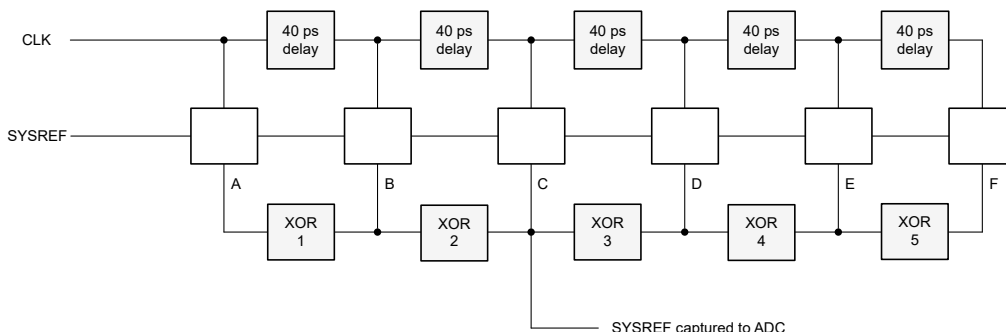 CLK
40 ps
delay
40 ps
delay
40 ps
delay
40 ps
delay
40 ps
delay
SYSREF
A
B
C
D
E
F
XOR
1
XOR
2
XOR
3
XOR
4
XOR
5
SYSREF captured to ADC